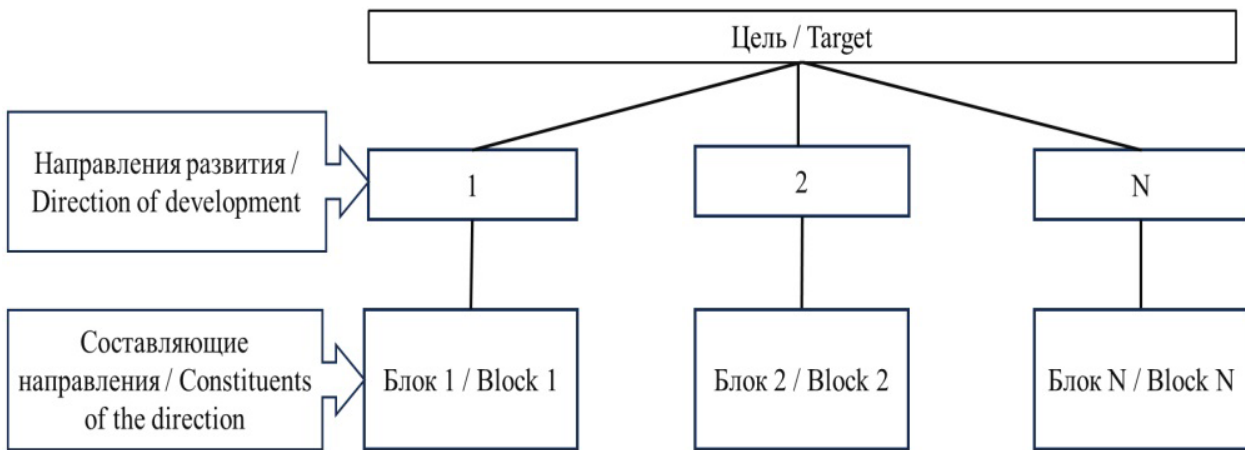 Цель / Target
Направления развития /
Direction of development
1
2
N
Составляющие
направления / Constituents
of the direction
Блок 1 / Block 1
Блок 2 / Block 2
Блок N / Block N